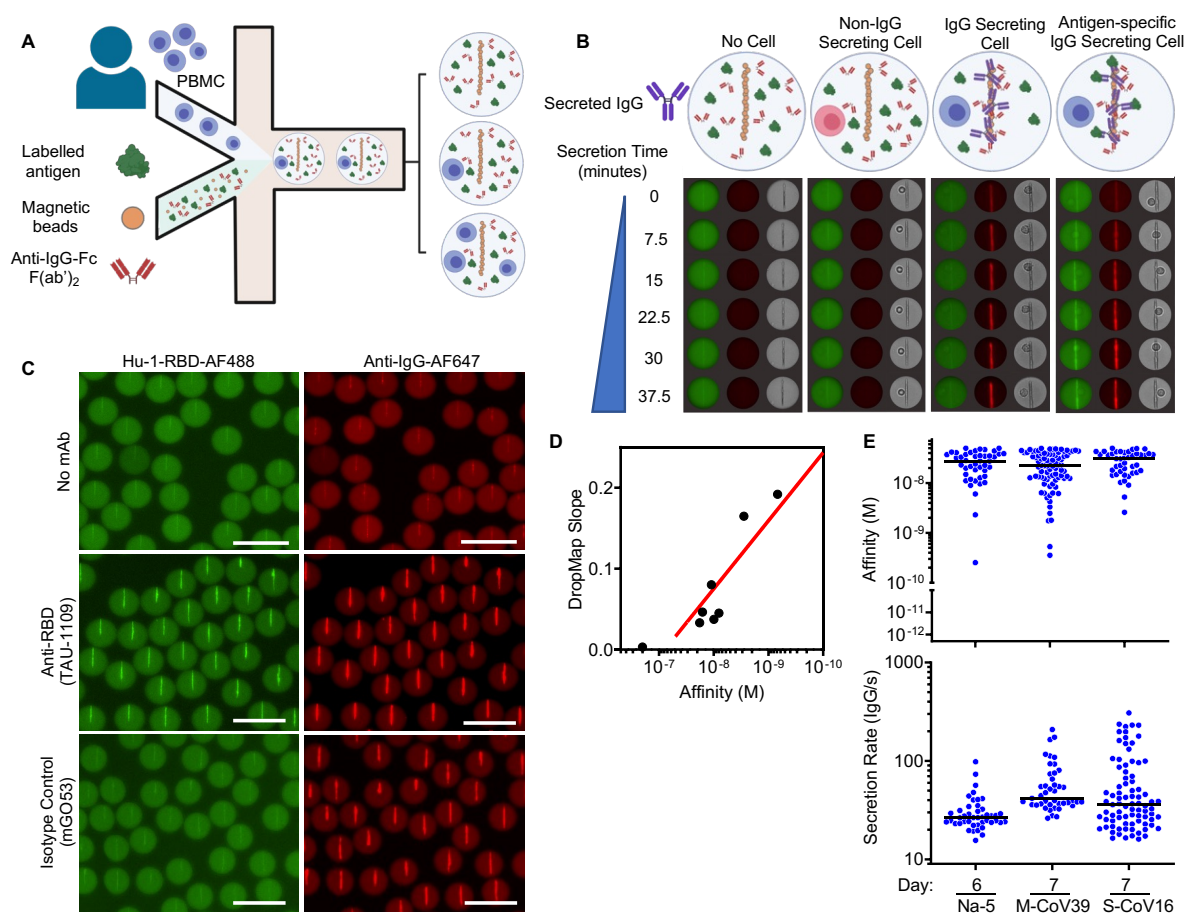 A
PBMC
Labelled
antigen
Magnetic
beads
Anti-IgG-Fc
F(ab')2
B
No Cell
Non-IgG
Secreting Cell
IgG Secreting
Cell
Antigen-specific
IgG Secreting Cell
Secreted IgG
Secretion Time
(minutes)
0
7.5
15
22.5
30
37.5
C
Hu-1-RBD-AF488
Anti-IgG-AF647
No mAb
Anti-RBD
(TAU-1109)
Isotype Control
(mGO53)
D
DropMap Slope
0.2
0.1
0.0
10-7
10-8
10-9
10-10
Affinity (M)
E
Affinity (M)
10-8
10-9
10-10
10-11
10-12
Secretion Rate (IgG/s)
1000
100
10
Day:
6
7
7
Na-5
M-CoV39
S-CoV16